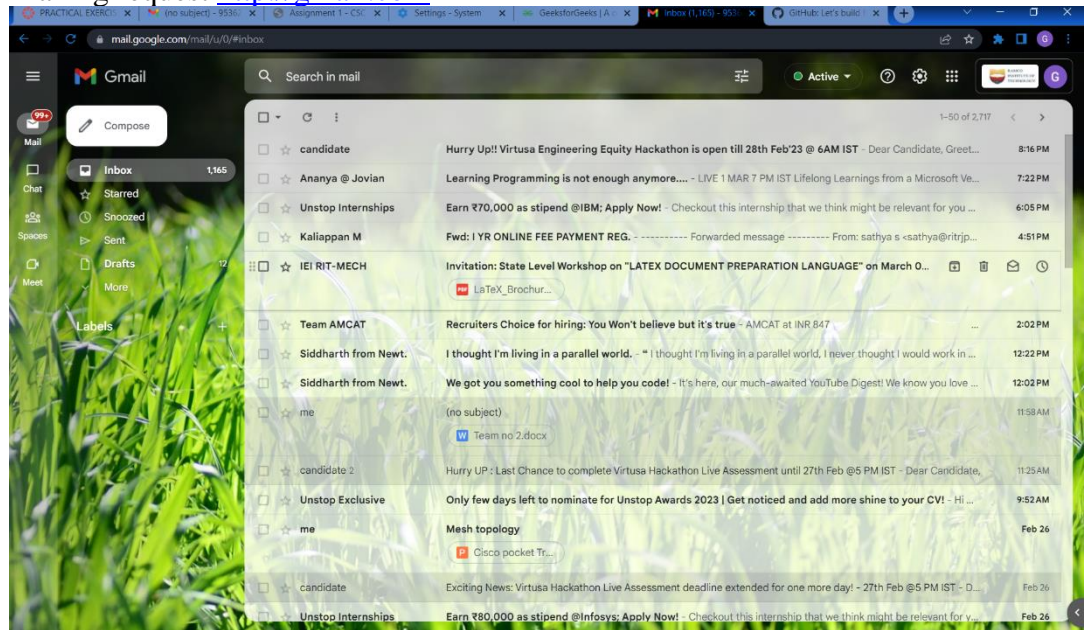 PRACTICAL EXERCIS
(no subject) - 9536
Assignment 1 - CSC
Settings - System
GeeksforGeeks | A c
Inbox (1,165) - 953
GitHub: Let's build f
mail.google.com/mail/u/0/#inbox
G
Gmail
Search in mail
Active
G
99+
Mail
Chat
Spaces
Meet
Compose
Inbox 1,165
Starred
Snoozed
Sent
Drafts 12
More
Labels
1–50 of 2,717
candidate Hurry Up!! Virtusa Engineering Equity Hackathon is open till 28th Feb'23 @ 6AM IST - Dear Candidate, Greet... 8:16 PM
Ananya @ Jovian Learning Programming is not enough anymore.... - LIVE 1 MAR 7 PM IST Lifelong Learnings from a Microsoft Ve... 7:22 PM
Unstop Internships Earn ₹70,000 as stipend @IBM; Apply Now! - Checkout this internship that we think might be relevant for you ... 6:05 PM
Kaliappan M Fwd: I YR ONLINE FEE PAYMENT REG. - ---------- Forwarded message --------- From: sathya s <sathya@ritrjp... 4:51 PM
IEI RIT-MECH Invitation: State Level Workshop on "LATEX DOCUMENT PREPARATION LANGUAGE" on March 0...
PDF LaTeX_Brochur...
Team AMCAT Recruiters Choice for hiring: You Won't believe but it's true - AMCAT at INR 847 ... 2:02 PM
Siddharth from Newt. I thought I'm living in a parallel world. - " I thought I'm living in a parallel world, I never thought I would work in ... 12:22 PM
Siddharth from Newt. We got you something cool to help you code! - It's here, our much-awaited YouTube Digest! We know you love ... 12:02 PM
me (no subject) 11:58 AM
W Team no 2.docx
candidate 2 Hurry UP : Last Chance to complete Virtusa Hackathon Live Assessment until 27th Feb @5 PM IST - Dear Candidate, 11:25 AM
Unstop Exclusive Only few days left to nominate for Unstop Awards 2023 | Get noticed and add more shine to your CV! - Hi ... 9:52 AM
me Mesh topology Feb 26
P Cisco pocket Tr...
candidate Exciting News: Virtusa Hackathon Live Assessment deadline extended for one more day! - 27th Feb @5 PM IST - D... Feb 26
Unstop Internships Earn ₹80,000 as stipend @Infosys; Apply Now! - Checkout this internship that we think might be relevant for y... Feb 26